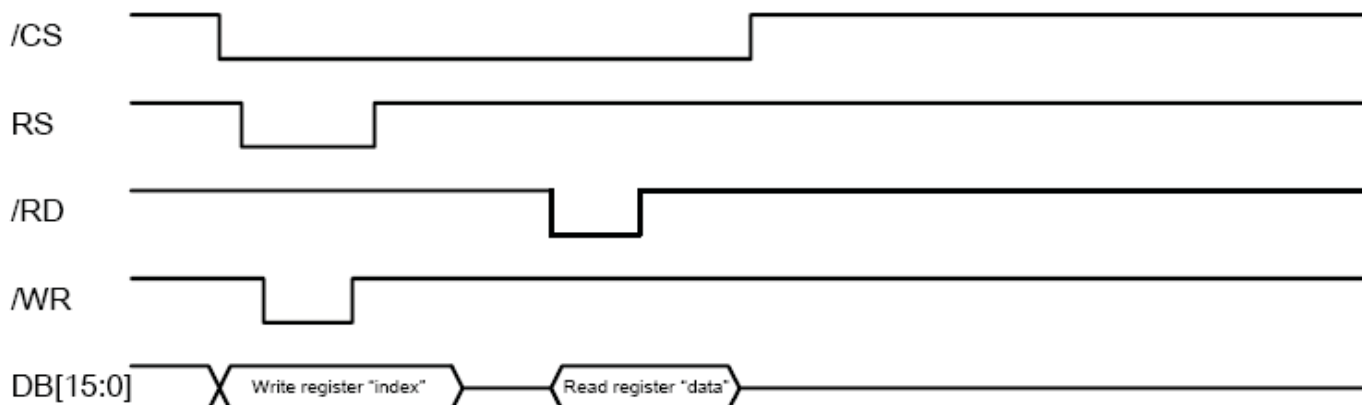 /CS
RS
/RD
/WR
DB[15:0] Write register “index” Read register “data”